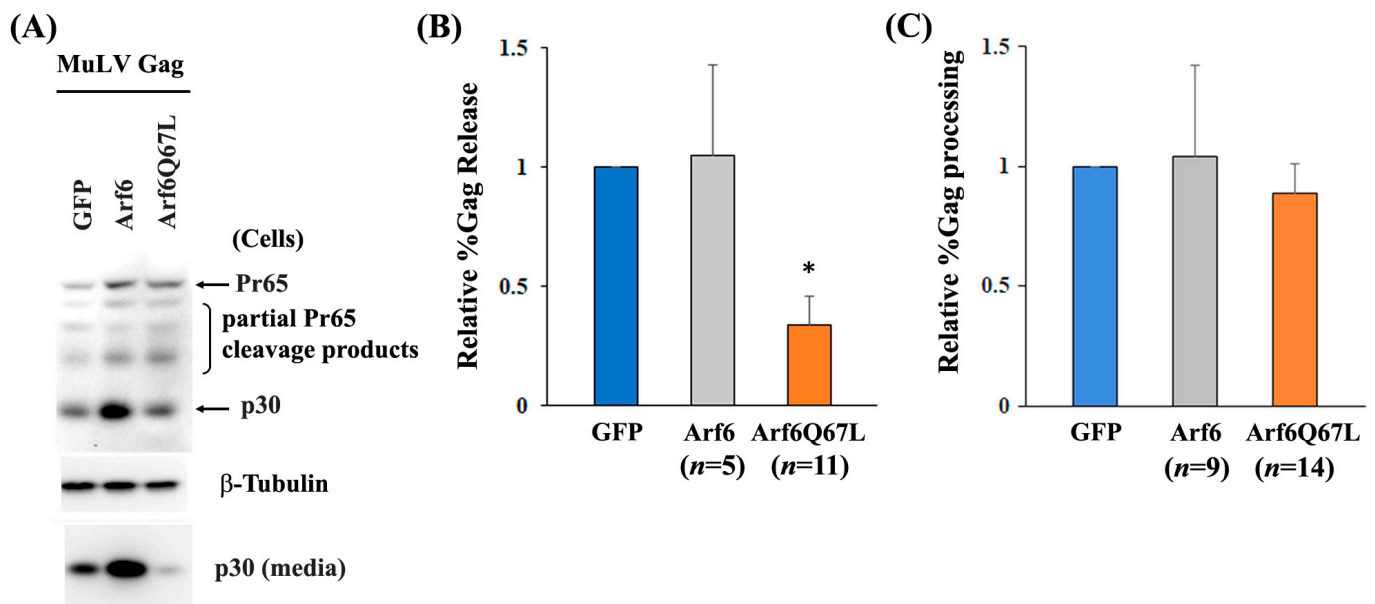 (A)
MuLV Gag
GFP
Arf6
Arf6Q67L
(Cells)
Pr65
partial Pr65
cleavage products
p30
β-Tubulin
p30 (media)
(B)
Relative %Gag Release
1.5
1
0.5
0
*
GFP
Arf6
(n=5)
Arf6Q67L
(n=11)
(C)
Relative %Gag processing
1.5
1
0.5
0
GFP
Arf6
(n=9)
Arf6Q67L
(n=14)